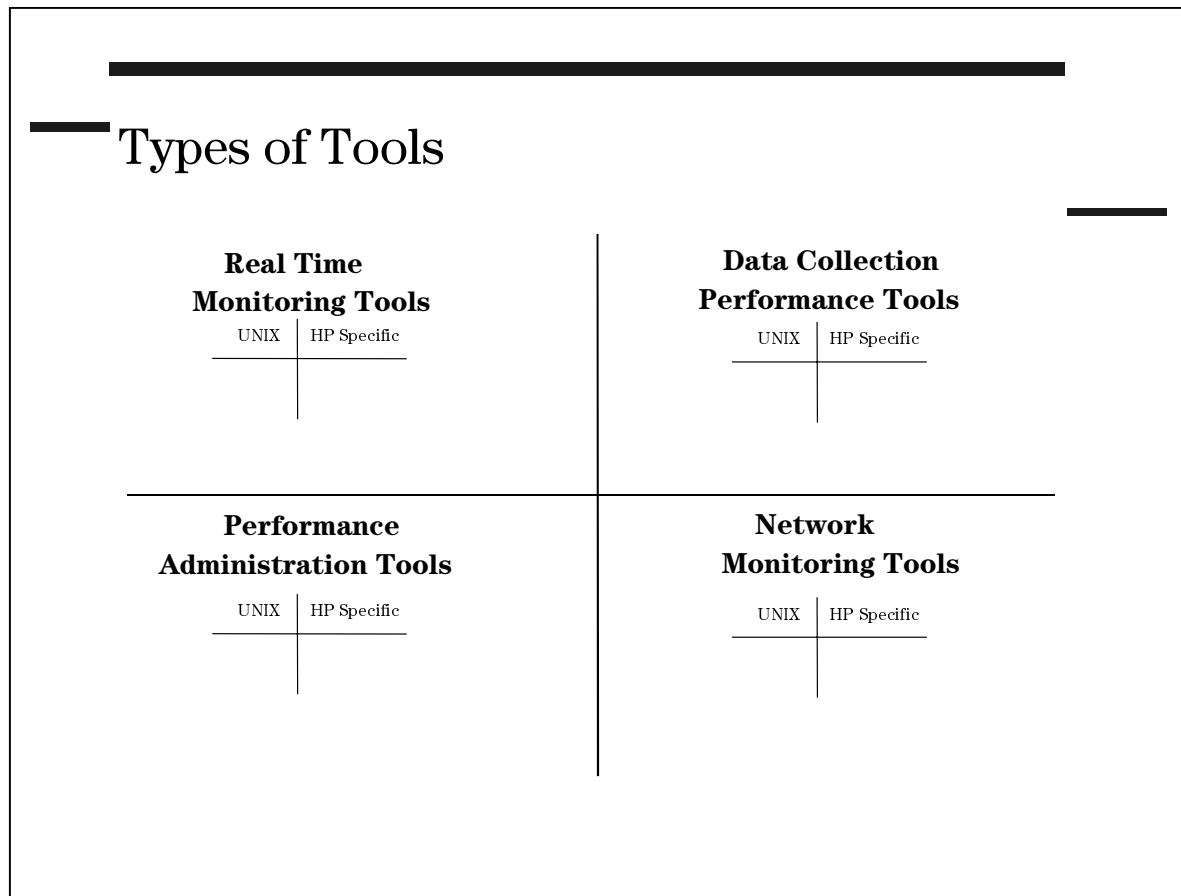 Types of Tools
Real Time
Monitoring Tools
UNIX HP Specific
Data Collection
Performance Tools
UNIX HP Specific
Performance
Administration Tools
UNIX HP Specific
Network
Monitoring Tools
UNIX HP Specific